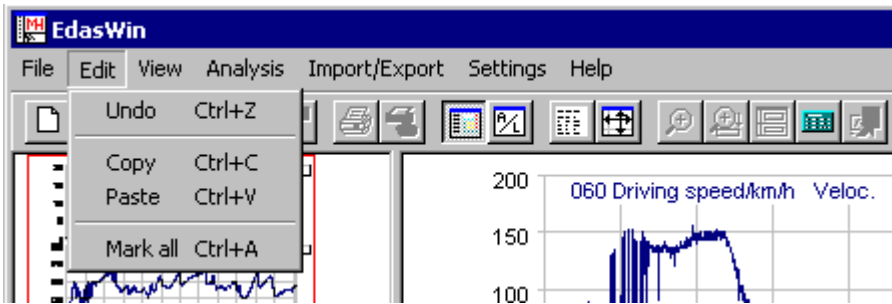 EdasWin
File Edit View Analysis Import/Export Settings Help
Undo Ctrl+Z
Copy Ctrl+C
Paste Ctrl+V
Mark all Ctrl+A
A/L
200
060 Driving speed/km/h Veloc.
150
100